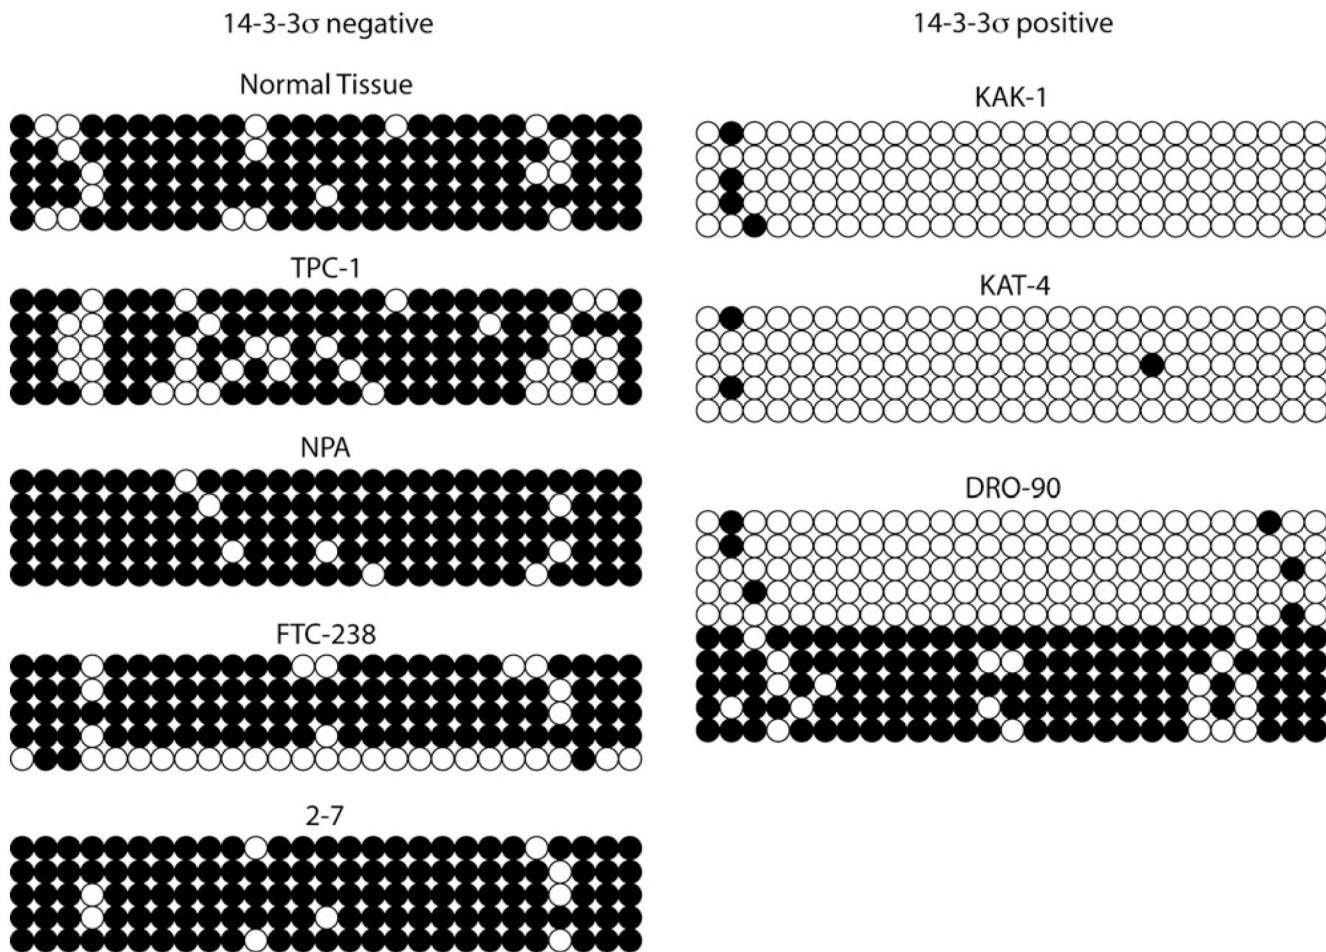 14-3-3σ negative
Normal Tissue
TPC-1
NPA
FTC-238
2-7
14-3-3σ positive
KAK-1
KAT-4
DRO-90